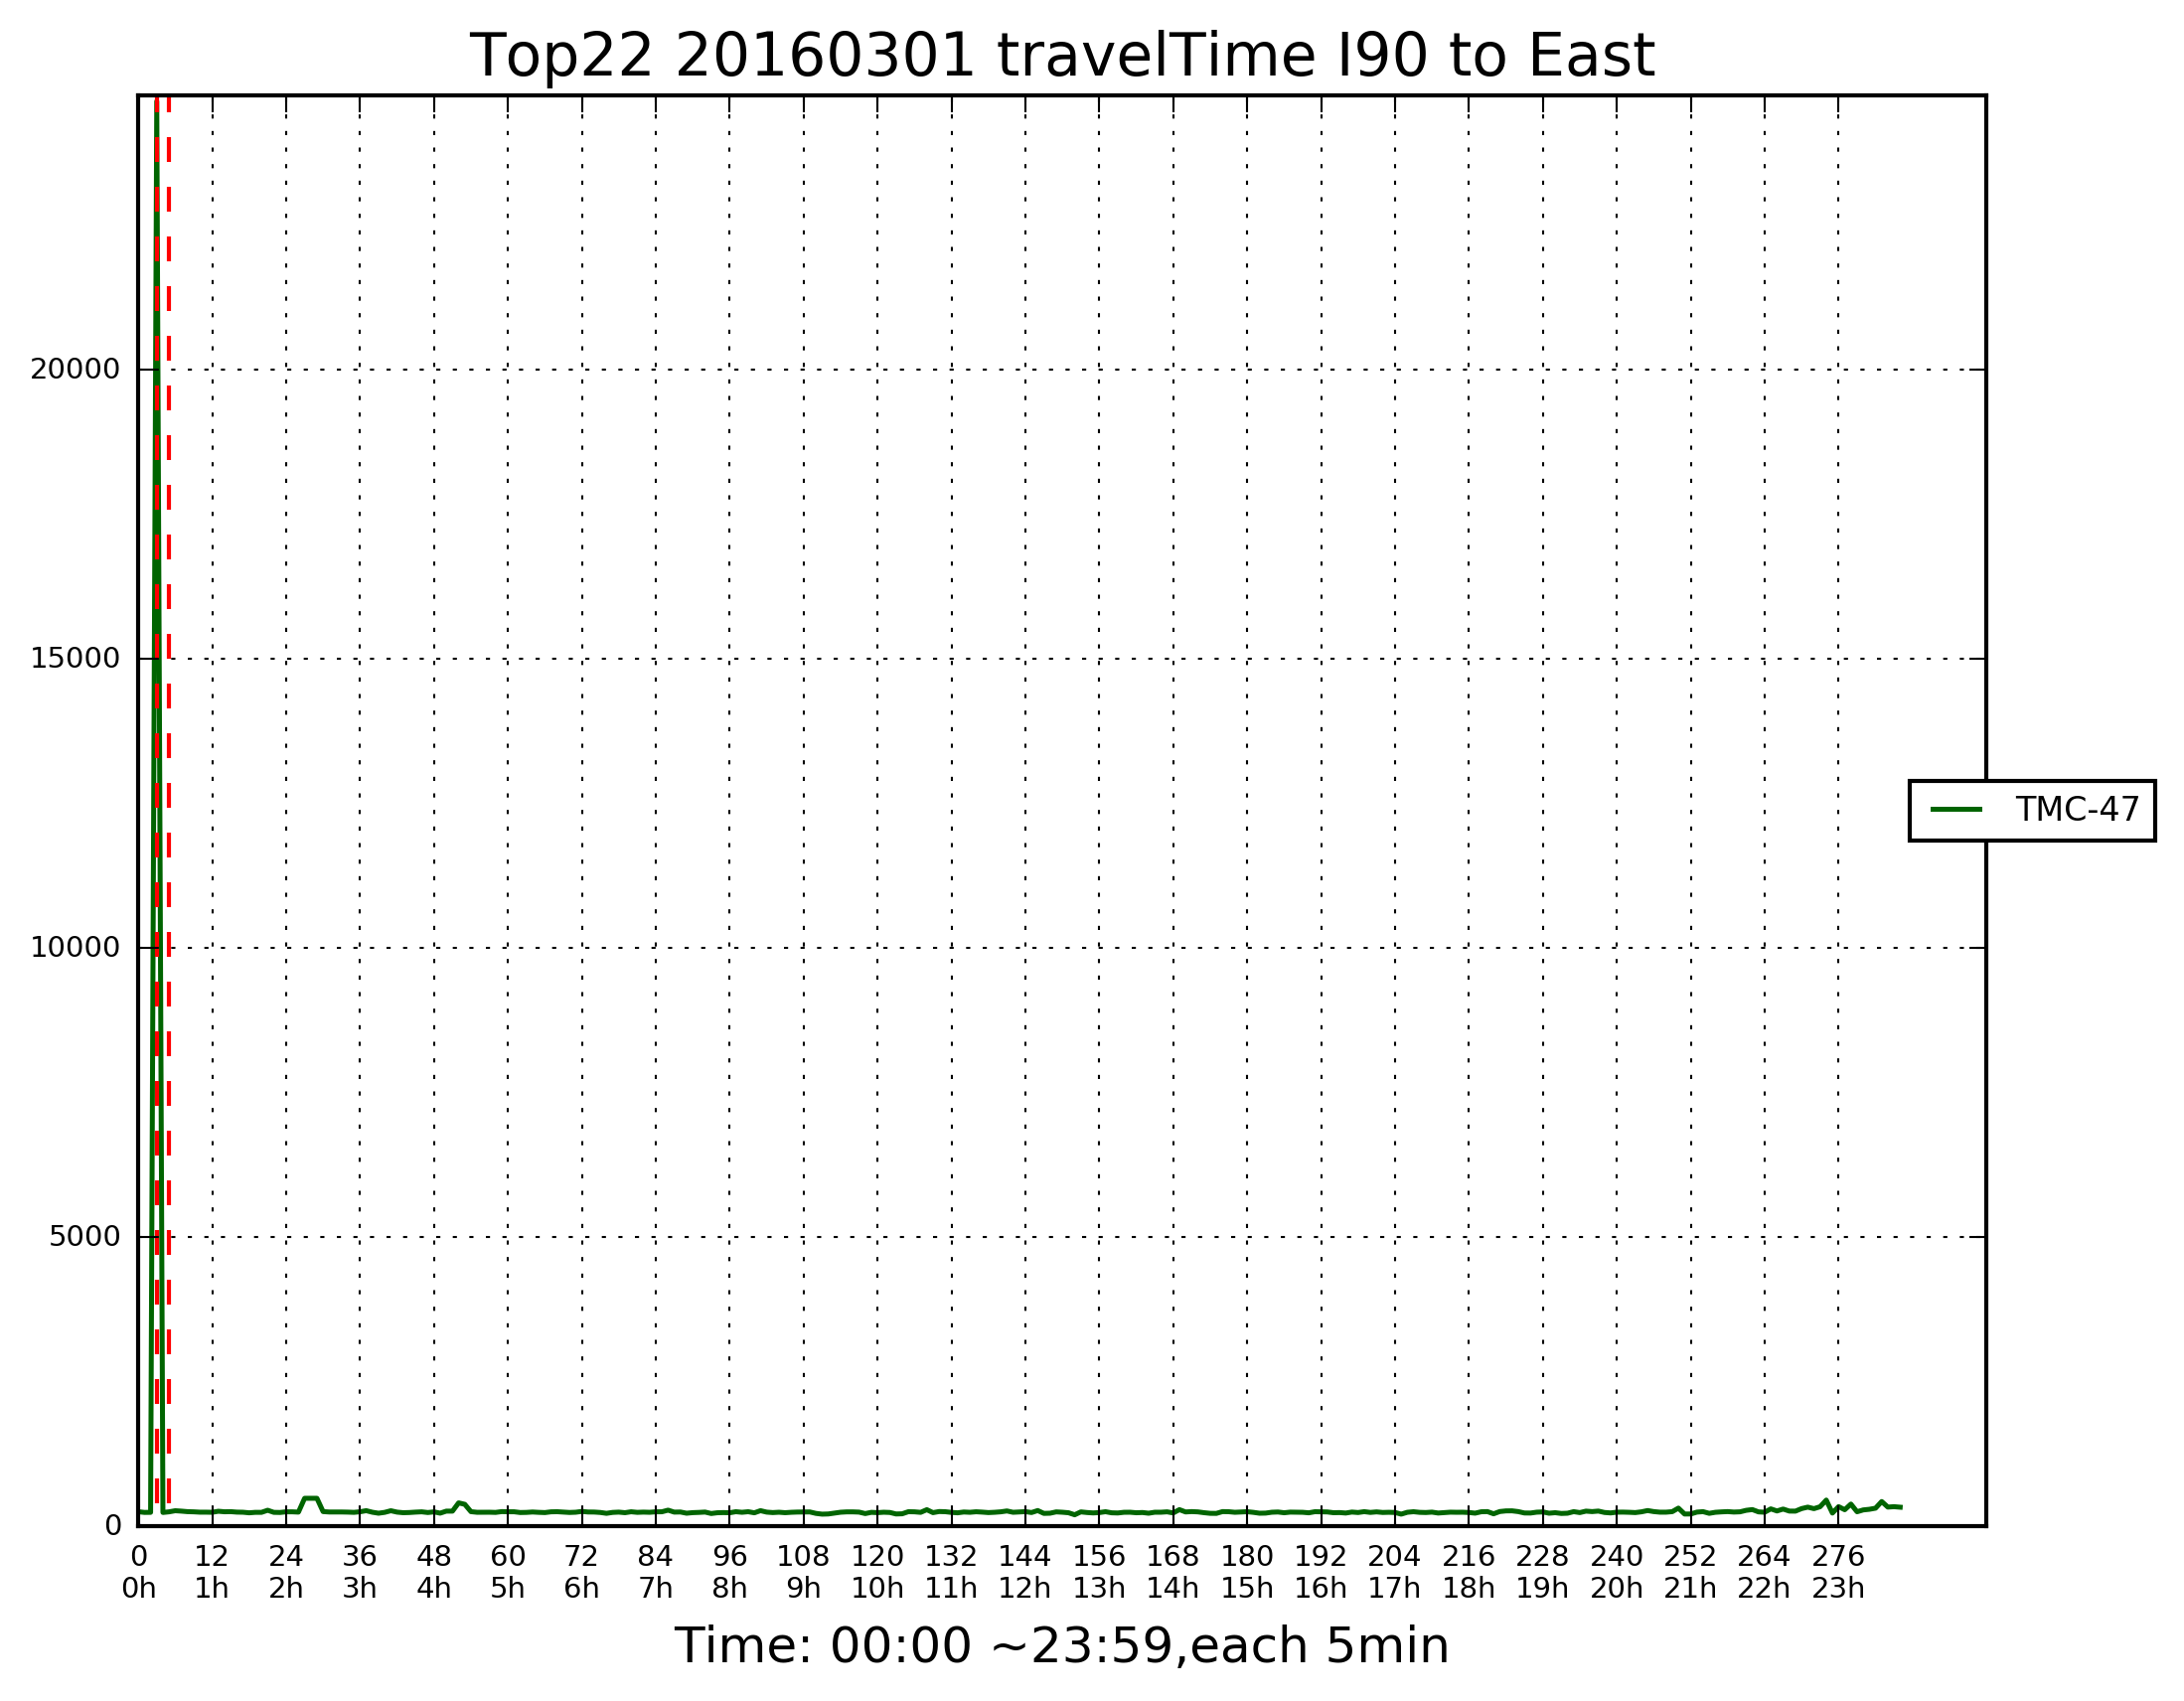 Top22 20160301 travelTime I90 to East
20000
15000
10000
5000
0
TMC-47
0 12 24 36 48 60 72 84 96 108 120 132 144 156 168 180 192 204 216 228 240 252 264 276
0h 1h 2h 3h 4h 5h 6h 7h 8h 9h 10h 11h 12h 13h 14h 15h 16h 17h 18h 19h 20h 21h 22h 23h
Time: 00:00 ~23:59,each 5min